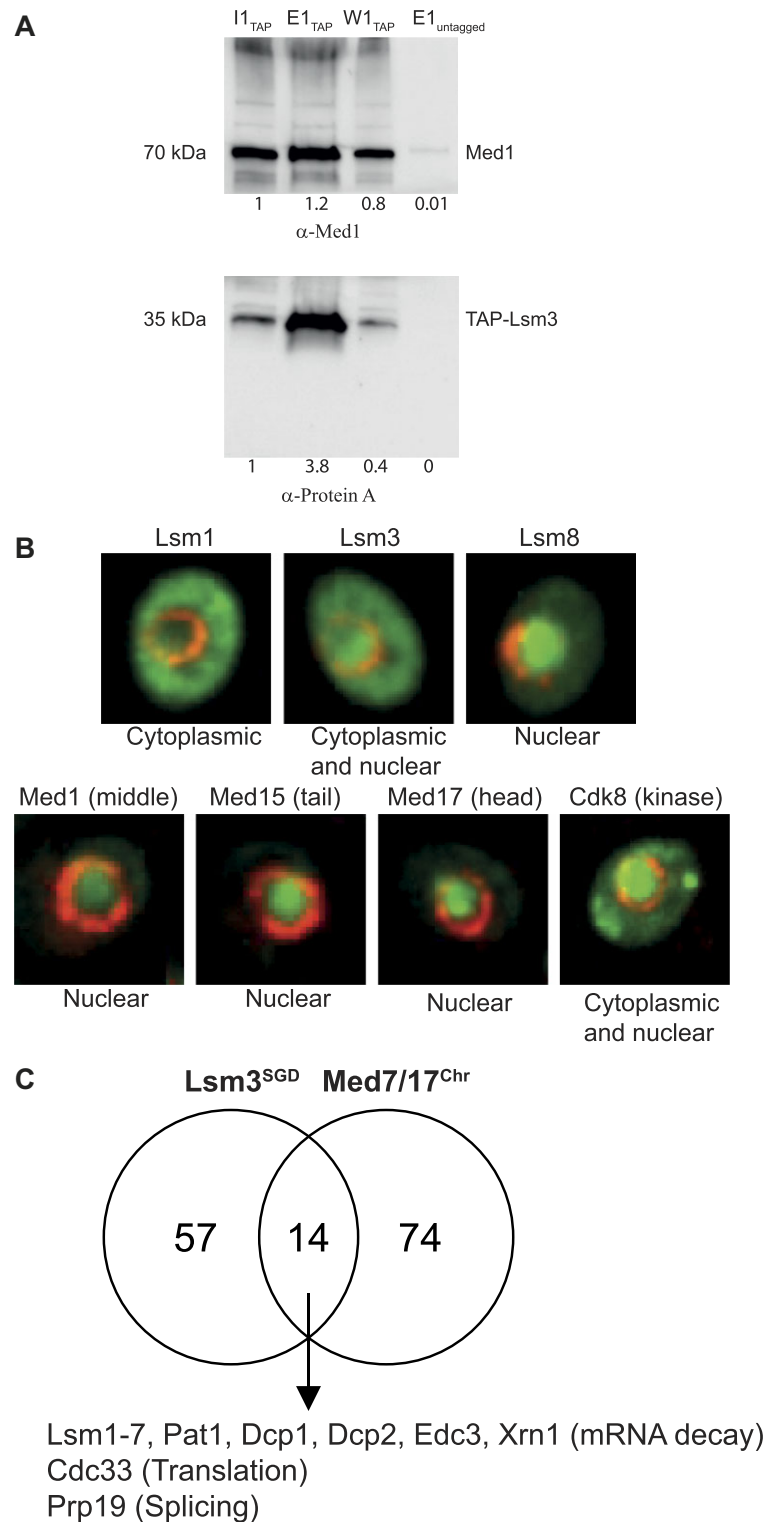 A
I1TAP E1TAP W1TAP E1untagged
70 kDa Med1
1 1.2 0.8 0.01
α-Med1
35 kDa TAP-Lsm3
1 3.8 0.4 0
α-Protein A
B
Lsm1 Lsm3 Lsm8
Cytoplasmic Cytoplasmic Nuclear
and nuclear
Med1 (middle) Med15 (tail) Med17 (head) Cdk8 (kinase)
Nuclear Nuclear Nuclear Cytoplasmic
and nuclear
C
Lsm3SGD Med7/17Chr
57 14 74
Lsm1-7, Pat1, Dcp1, Dcp2, Edc3, Xrn1 (mRNA decay)
Cdc33 (Translation)
Prp19 (Splicing)